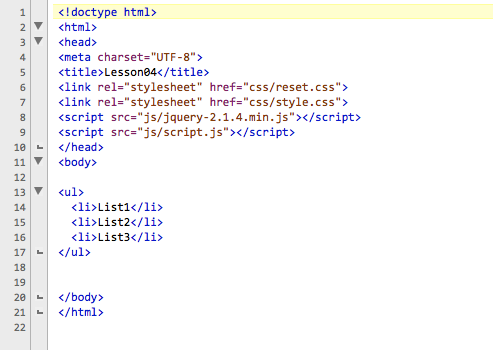 1 <!doctype html>
2 <html>
3 <head>
4 <meta charset="UTF-8">
5 <title>Lesson04</title>
6 <link rel="stylesheet" href="css/reset.css">
7 <link rel="stylesheet" href="css/style.css">
8 <script src="js/jquery-2.1.4.min.js"></script>
9 <script src="js/script.js"></script>
10 </head>
11 <body>
12
13 <ul>
14   <li>List1</li>
15   <li>List2</li>
16   <li>List3</li>
17 </ul>
18
19
20 </body>
21 </html>
22